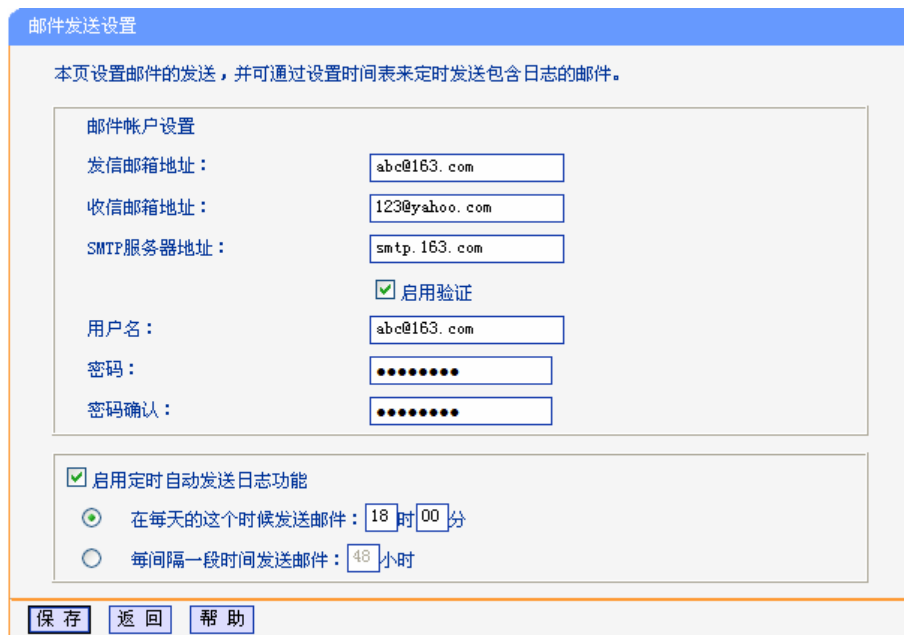 邮件发送设置
本页设置邮件的发送，并可通过设置时间表来定时发送包含日志的邮件。
邮件帐户设置
发信邮箱地址： abc@163.com
收信邮箱地址： 123@yahoo.com
SMTP服务器地址： smtp.163.com
启用验证
用户名： abc@163.com
密码： ●●●●●●●●
密码确认： ●●●●●●●●
启用定时自动发送日志功能
在每天的这个时候发送邮件：18时00分
每间隔一段时间发送邮件：48小时
保存 返回 帮助